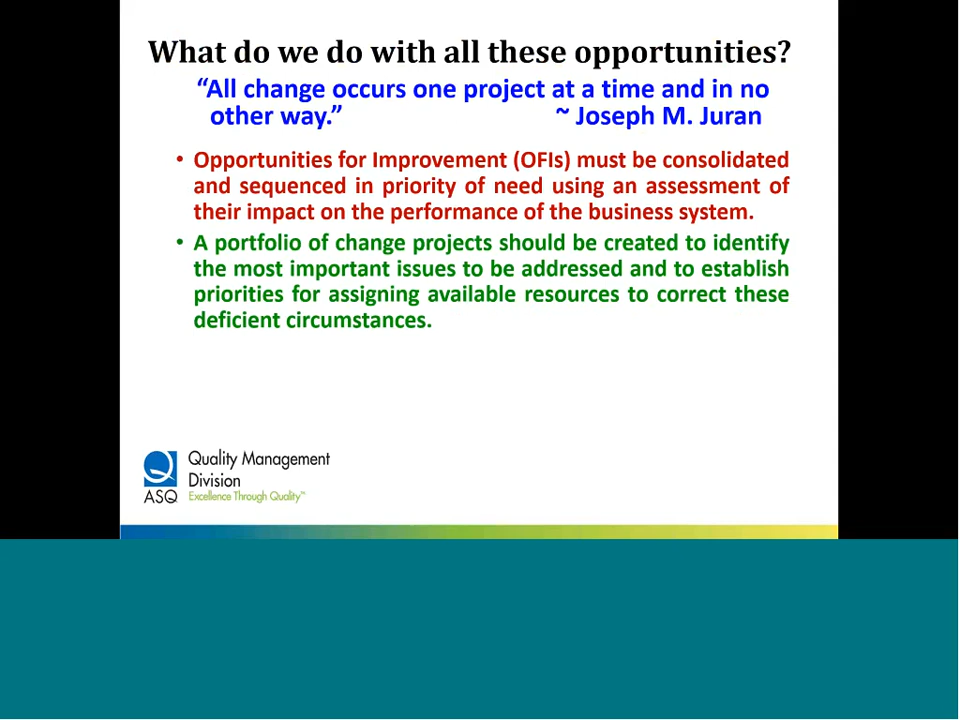 What do we do with all these opportunities?
“All change occurs one project at a time and in no
other way.” ~ Joseph M. Juran
• Opportunities for Improvement (OFIs) must be consolidated
and sequenced in priority of need using an assessment of
their impact on the performance of the business system.
• A portfolio of change projects should be created to identify
the most important issues to be addressed and to establish
priorities for assigning available resources to correct these
deficient circumstances.
Quality Management
Division
ASQ Excellence Through Quality™